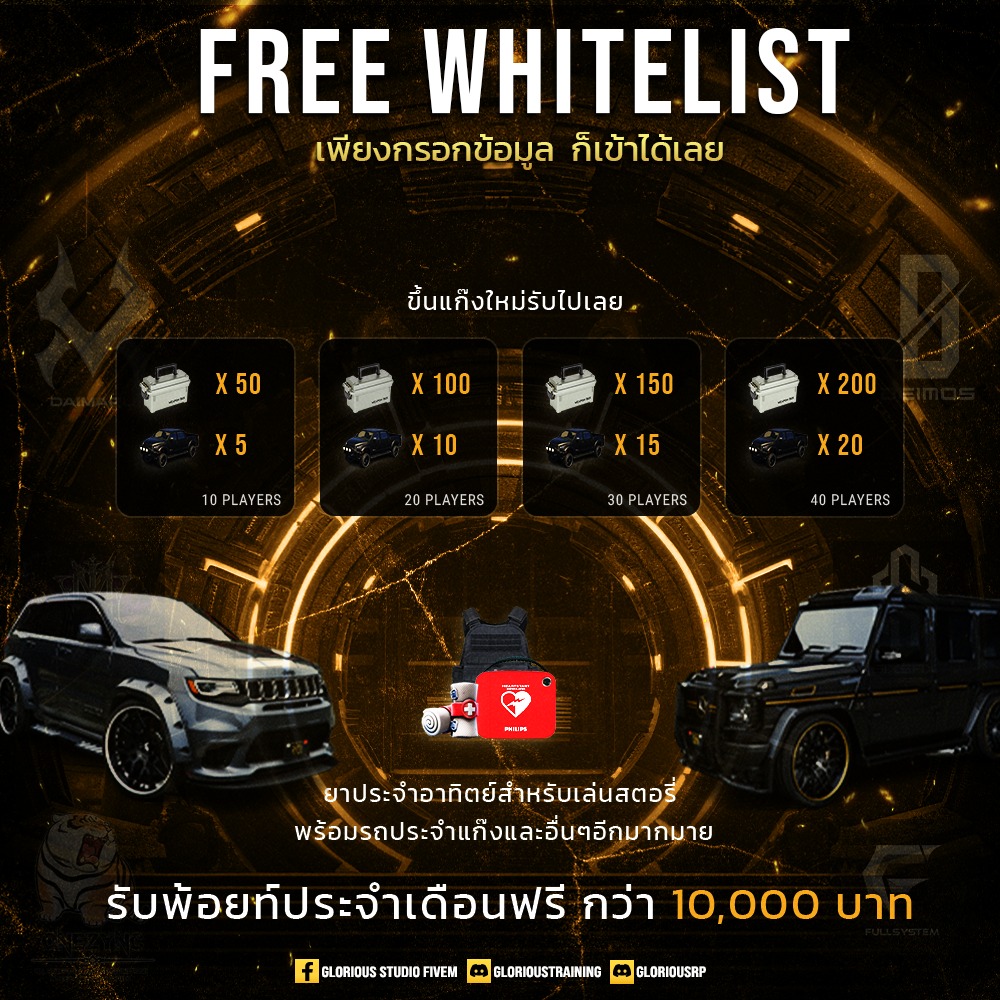 FREE WHITELIST
เพียงกรอกข้อมูล ก็เข้าได้เลย
ขึ้นแก๊งใหม่รับไปเลย
X 50
X 5
10 PLAYERS
X 100
X 10
20 PLAYERS
X 150
X 15
30 PLAYERS
X 200
X 20
40 PLAYERS
PHILIPS
ยาประจำอาทิตย์สำหรับเล่นสตอรี่
พร้อมรถประจำแก๊งและอื่นๆอีกมากมาย
รับพ้อยท์ประจำเดือนฟรี กว่า 10,000 บาท
FULLSYSTEM
GLORIOUS STUDIO FIVEM GLORIOUSTRAINING GLORIOUSRP